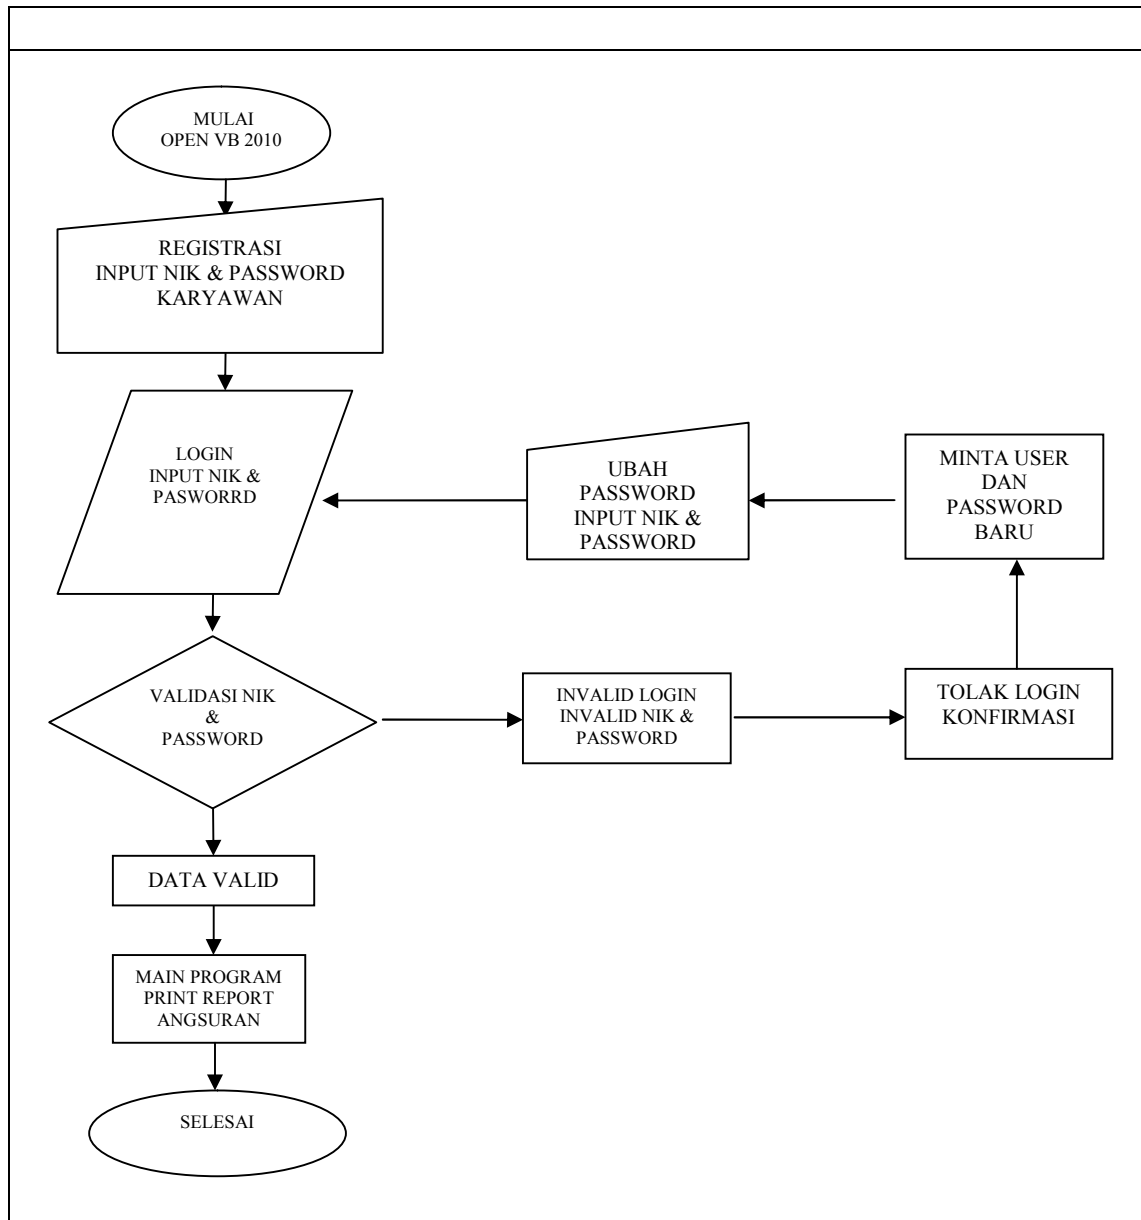 MULAI
OPEN VB 2010
REGISTRASI
INPUT NIK & PASSWORD
KARYAWAN
LOGIN
INPUT NIK &
PASWORRD
UBAH
PASSWORD
INPUT NIK &
PASSWORD
MINTA USER
DAN
PASSWORD
BARU
VALIDASI NIK
&
PASSWORD
INVALID LOGIN
INVALID NIK &
PASSWORD
TOLAK LOGIN
KONFIRMASI
DATA VALID
MAIN PROGRAM
PRINT REPORT
ANGSURAN
SELESAI